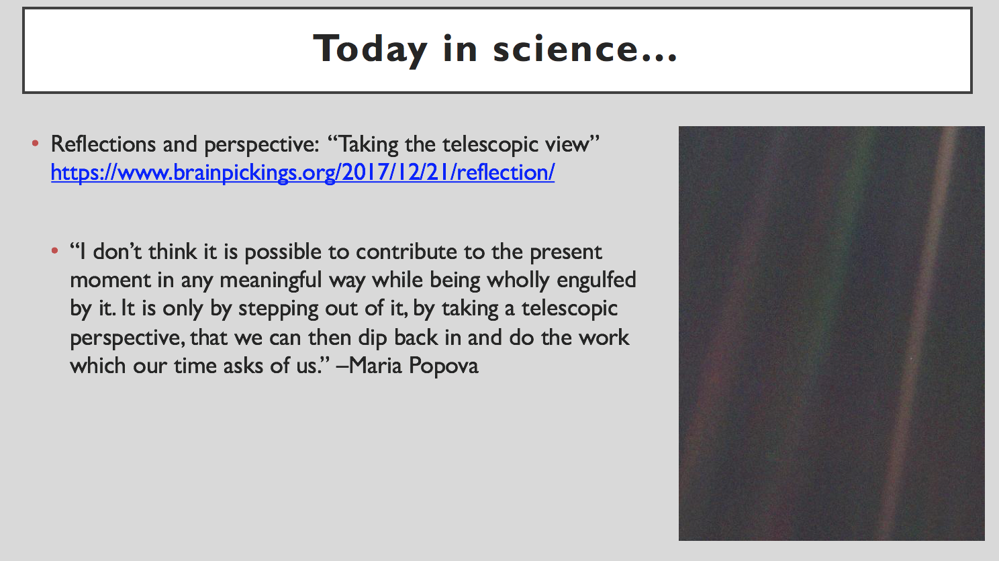 Today in science…
• Reflections and perspective: “Taking the telescopic view”
https://www.brainpickings.org/2017/12/21/reflection/
• “I don’t think it is possible to contribute to the present
moment in any meaningful way while being wholly engulfed
by it. It is only by stepping out of it, by taking a telescopic
perspective, that we can then dip back in and do the work
which our time asks of us.” –Maria Popova